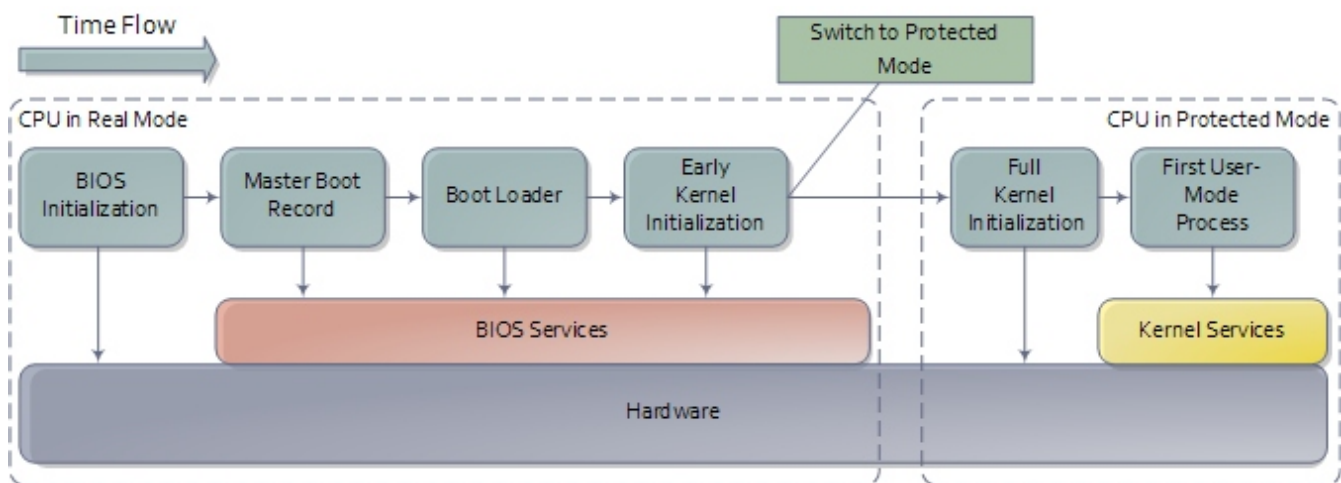 Time Flow
Switch to Protected
Mode
CPU in Real Mode
CPU in Protected Mode
BIOS
Initialization
Master Boot
Record
Boot Loader
Early
Kernel
Initialization
Full
Kernel
Initialization
First User-
Mode
Process
BIOS Services
Kernel Services
Hardware